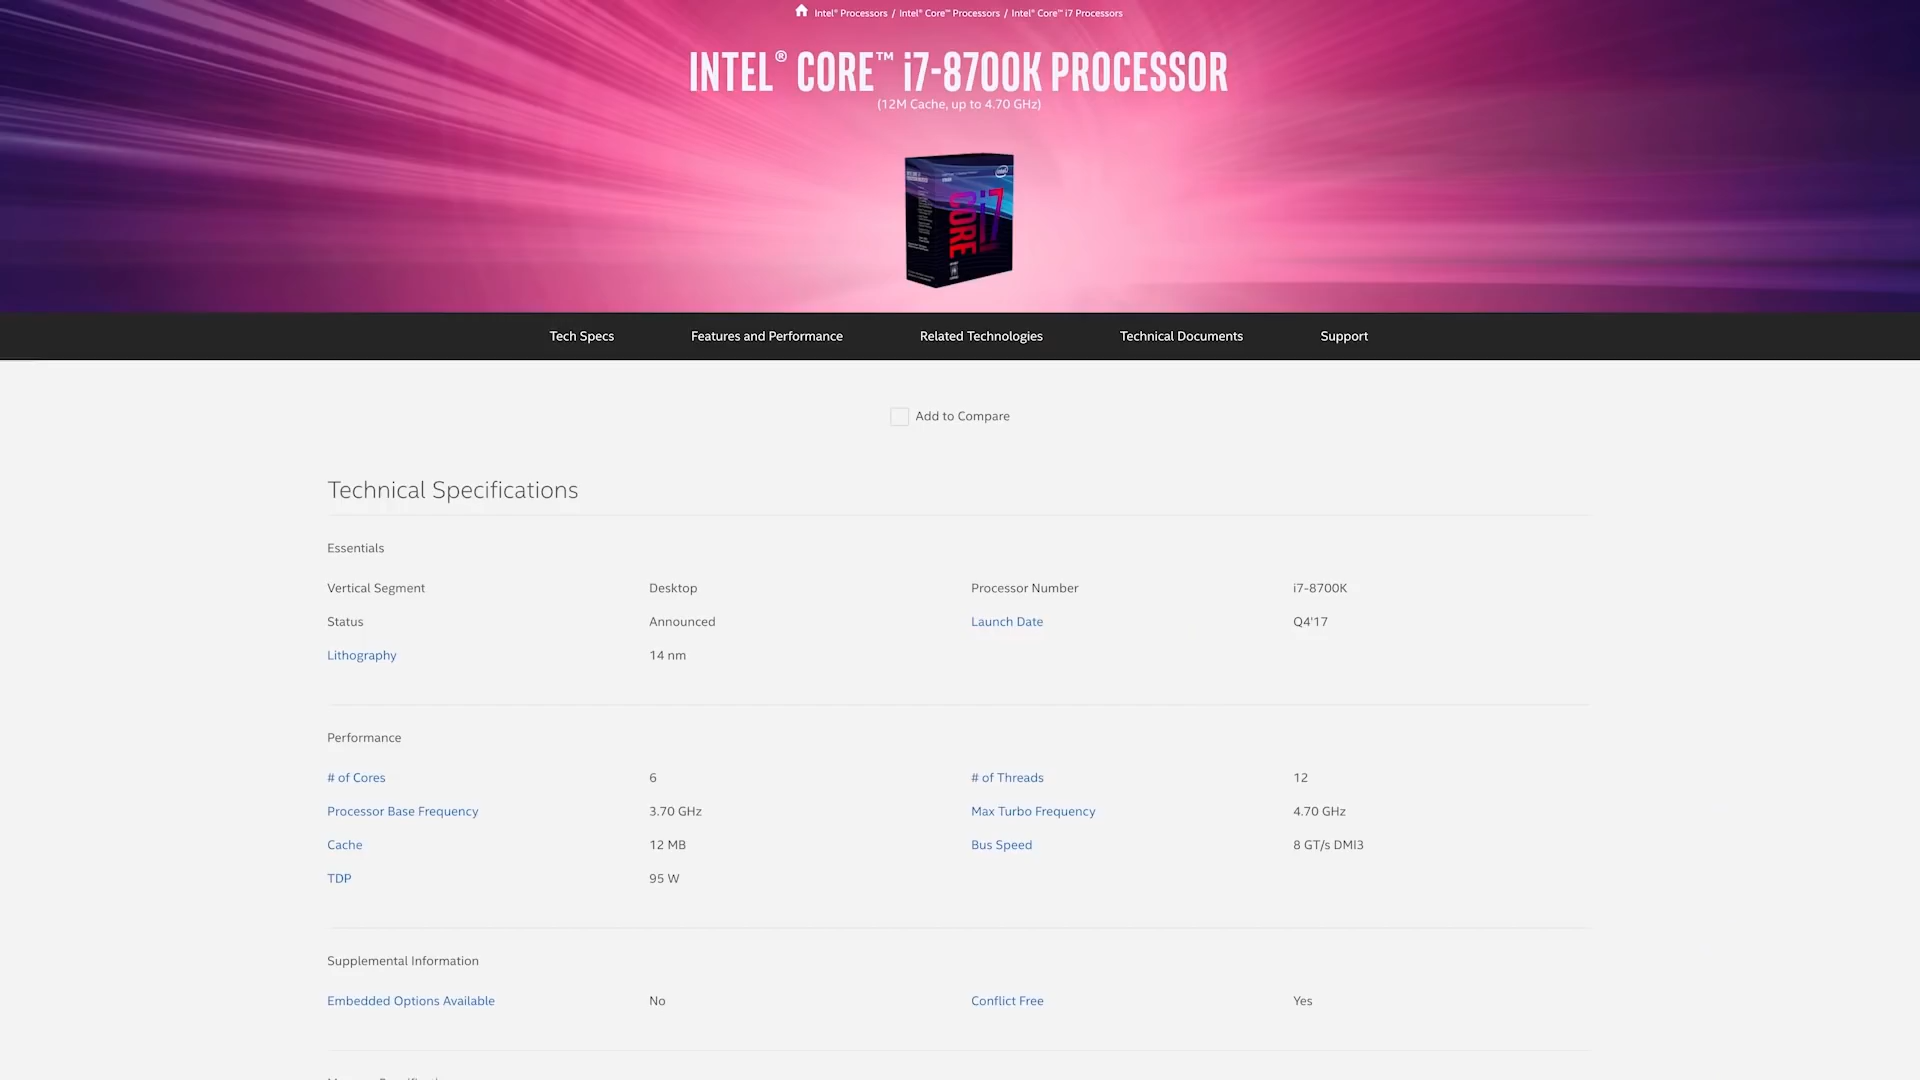 Intel® Processors / Intel® Core™ Processors / Intel® Core™ i7 Processors
INTEL® CORE™ i7-8700K PROCESSOR
(12M Cache, up to 4.70 GHz)
intel
CORE i7
Tech Specs Features and Performance Related Technologies Technical Documents Support
Add to Compare
Technical Specifications
Essentials
Vertical Segment Desktop Processor Number i7-8700K
Status Announced Launch Date Q4'17
Lithography 14 nm
Performance
# of Cores 6 # of Threads 12
Processor Base Frequency 3.70 GHz Max Turbo Frequency 4.70 GHz
Cache 12 MB Bus Speed 8 GT/s DMI3
TDP 95 W
Supplemental Information
Embedded Options Available No Conflict Free Yes